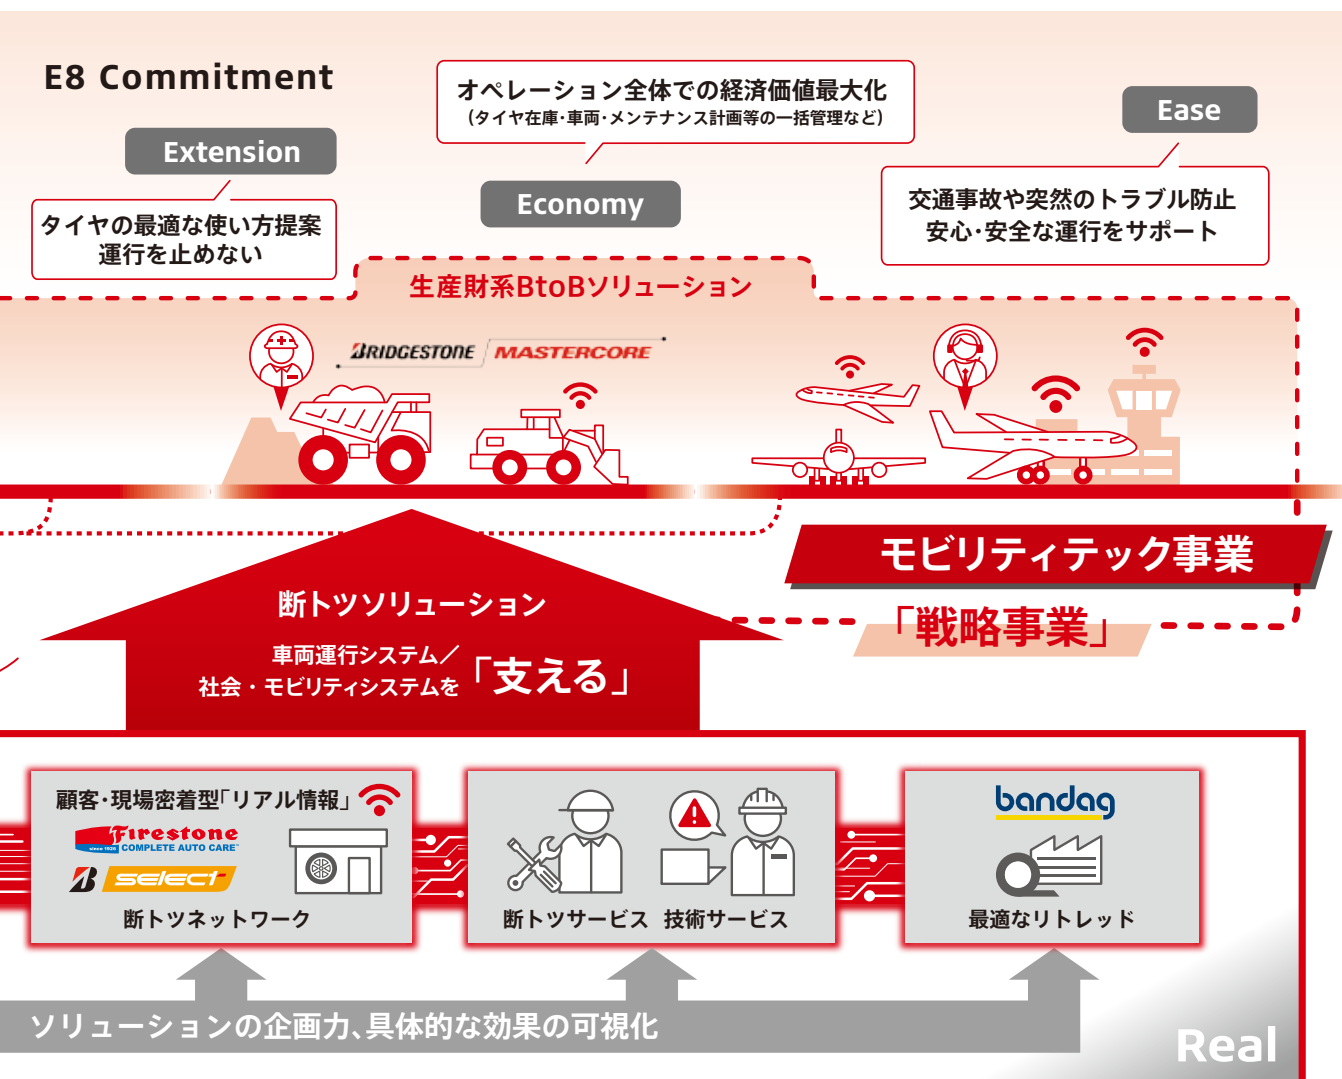 E8 Commitment
オペレーション全体での経済価値最大化
（タイヤ在庫・車両・メンテナンス計画等の一括管理など）
Ease
Extension
Economy
交通事故や突然のトラブル防止
安心・安全な運行をサポート
タイヤの最適な使い方提案
運行を止めない
生産財系BtoBソリューション
BRIDGESTONE MASTERCORE
モビリティテック事業
「戦略事業」
断トツソリューション
車両運行システム／
社会・モビリティシステムを「支える」
顧客・現場密着型「リアル情報」
Firestone
since 1926 COMPLETE AUTO CARE
select
断トツネットワーク
断トツサービス 技術サービス
bandag
最適なリトレッド
ソリューションの企画力、具体的な効果の可視化
Real